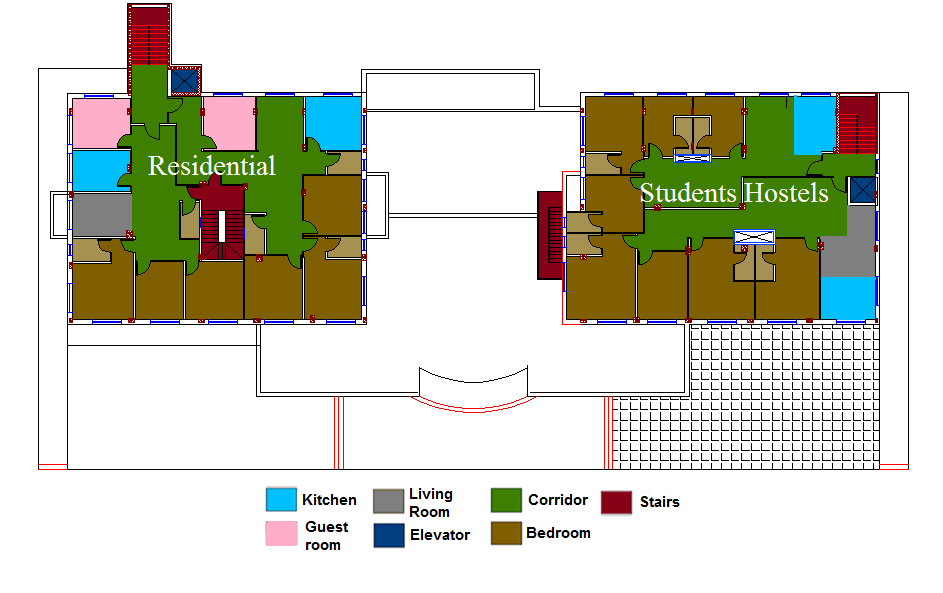 Residential
Students Hostels
Kitchen
Living
Room
Corridor
Stairs
Guest
room
Elevator
Bedroom